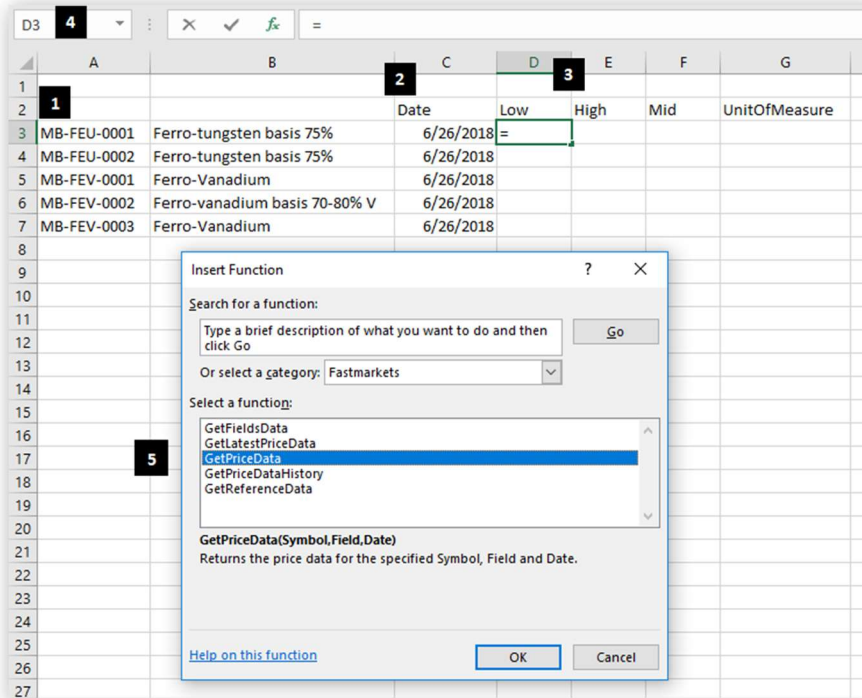 D3 4 fx =
A B C D E F G
2 3
1
2 1 Date Low High Mid UnitOfMeasure
3 MB-FEU-0001 Ferro-tungsten basis 75% 6/26/2018 =
4 MB-FEU-0002 Ferro-tungsten basis 75% 6/26/2018
5 MB-FEV-0001 Ferro-Vanadium 6/26/2018
6 MB-FEV-0002 Ferro-vanadium basis 70-80% V 6/26/2018
7 MB-FEV-0003 Ferro-Vanadium 6/26/2018
8
9
10
11
12
13
14
15
16
17
18
19
20
21
22
23
24
25
26
27
Insert Function ?
Search for a function:
Type a brief description of what you want to do and then
click Go
Go
Or select a category: Fastmarkets
Select a function:
GetFieldsData
GetLatestPriceData
5 GetPriceData
GetPriceDataHistory
GetReferenceData
GetPriceData(Symbol,Field,Date)
Returns the price data for the specified Symbol, Field and Date.
Help on this function OK Cancel